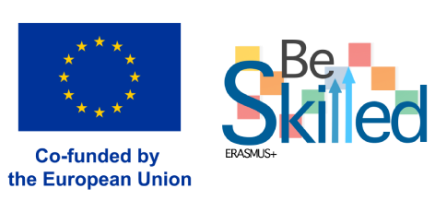 Co-funded by
the European Union
Be
Skilled
ERASMUS+